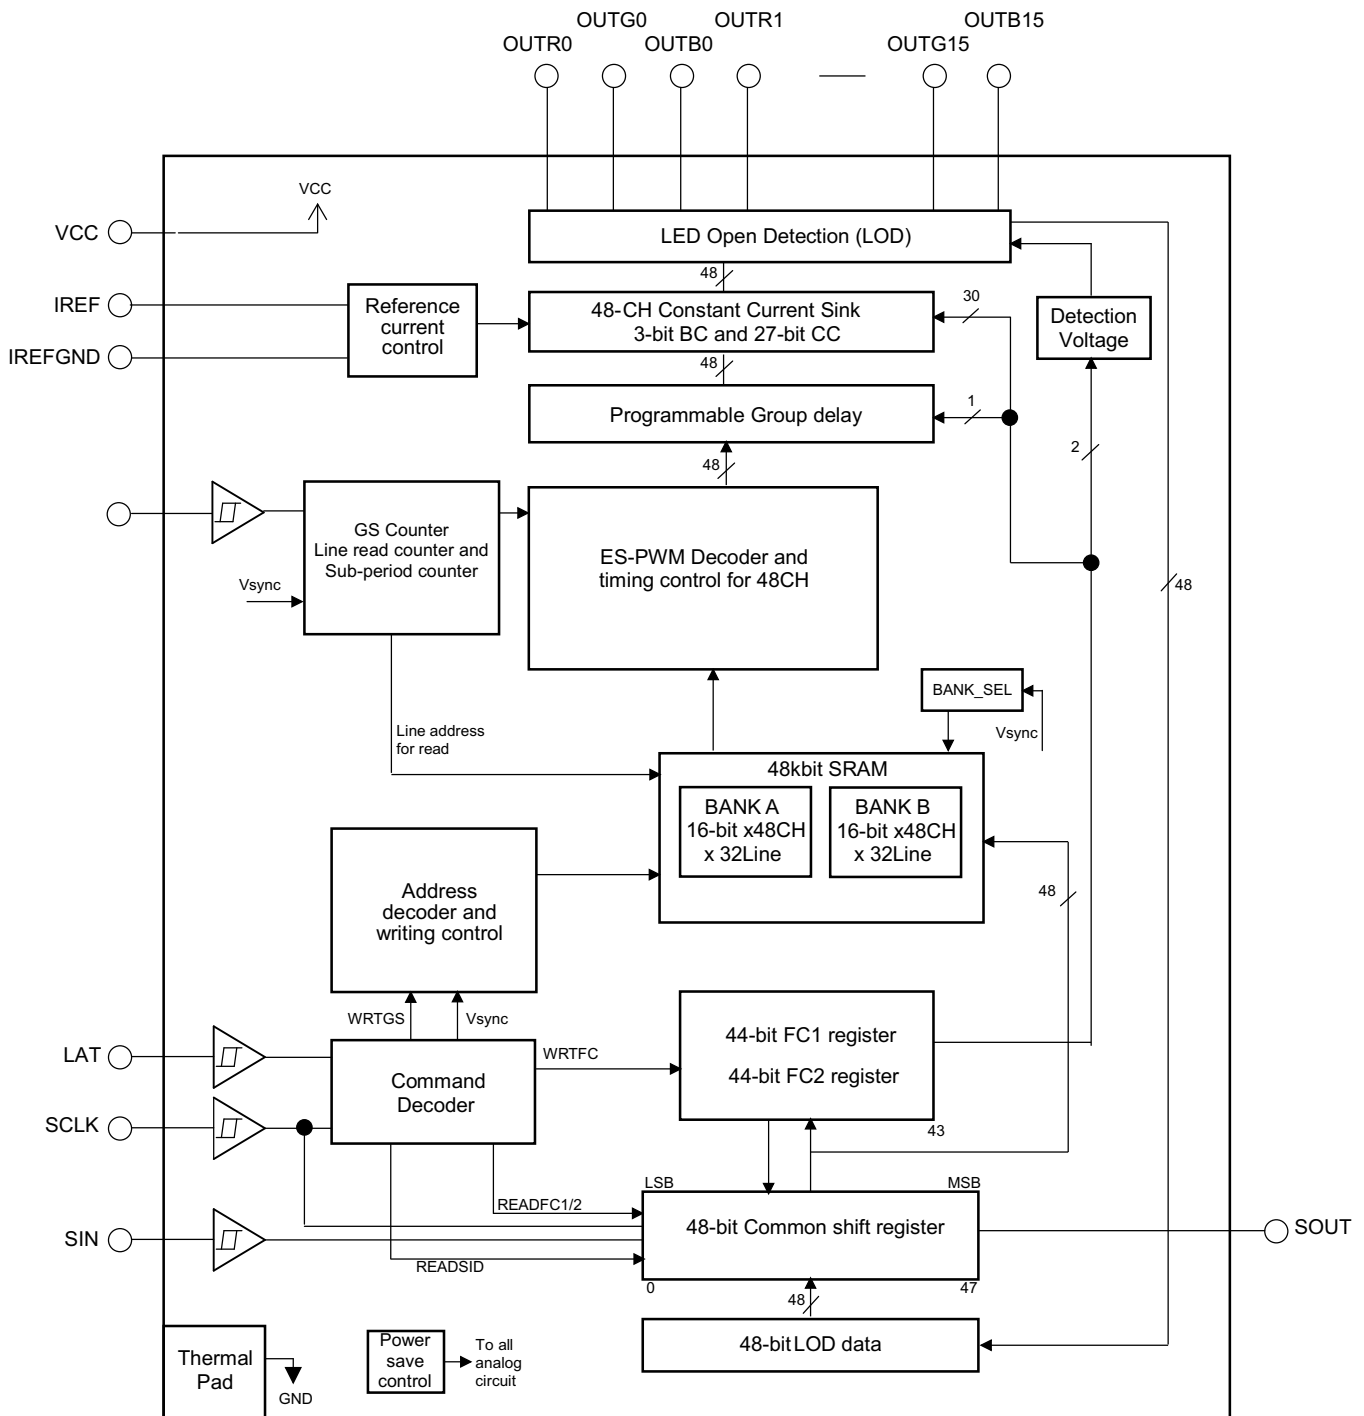 OUTG0 OUTR1 OUTB15
OUTR0 OUTB0 OUTG15
VCC
VCC
LED Open Detection (LOD)
48
IREF
Reference
current
control
48-CH Constant Current Sink
3-bit BC and 27-bit CC
30
Detection
Voltage
IREFGND
48
Programmable Group delay
1
2
48
GS Counter
Line read counter and
Sub-period counter
Vsync
ES-PWM Decoder and
timing control for 48CH
48
BANK_SEL
Vsync
Line address
for read
48kbit SRAM
BANK A
16-bit x48CH
x 32Line
BANK B
16-bit x48CH
x 32Line
48
Address
decoder and
writing control
WRTGS
Vsync
LAT
SCLK
Command
Decoder
WRTFC
44-bit FC1 register
44-bit FC2 register
43
LSB
MSB
READFC1/2
48-bit Common shift register
SIN
SOUT
READSID
0
47
48
48-bit LOD data
Thermal
Pad
GND
Power
save
control
To all
analog
circuit